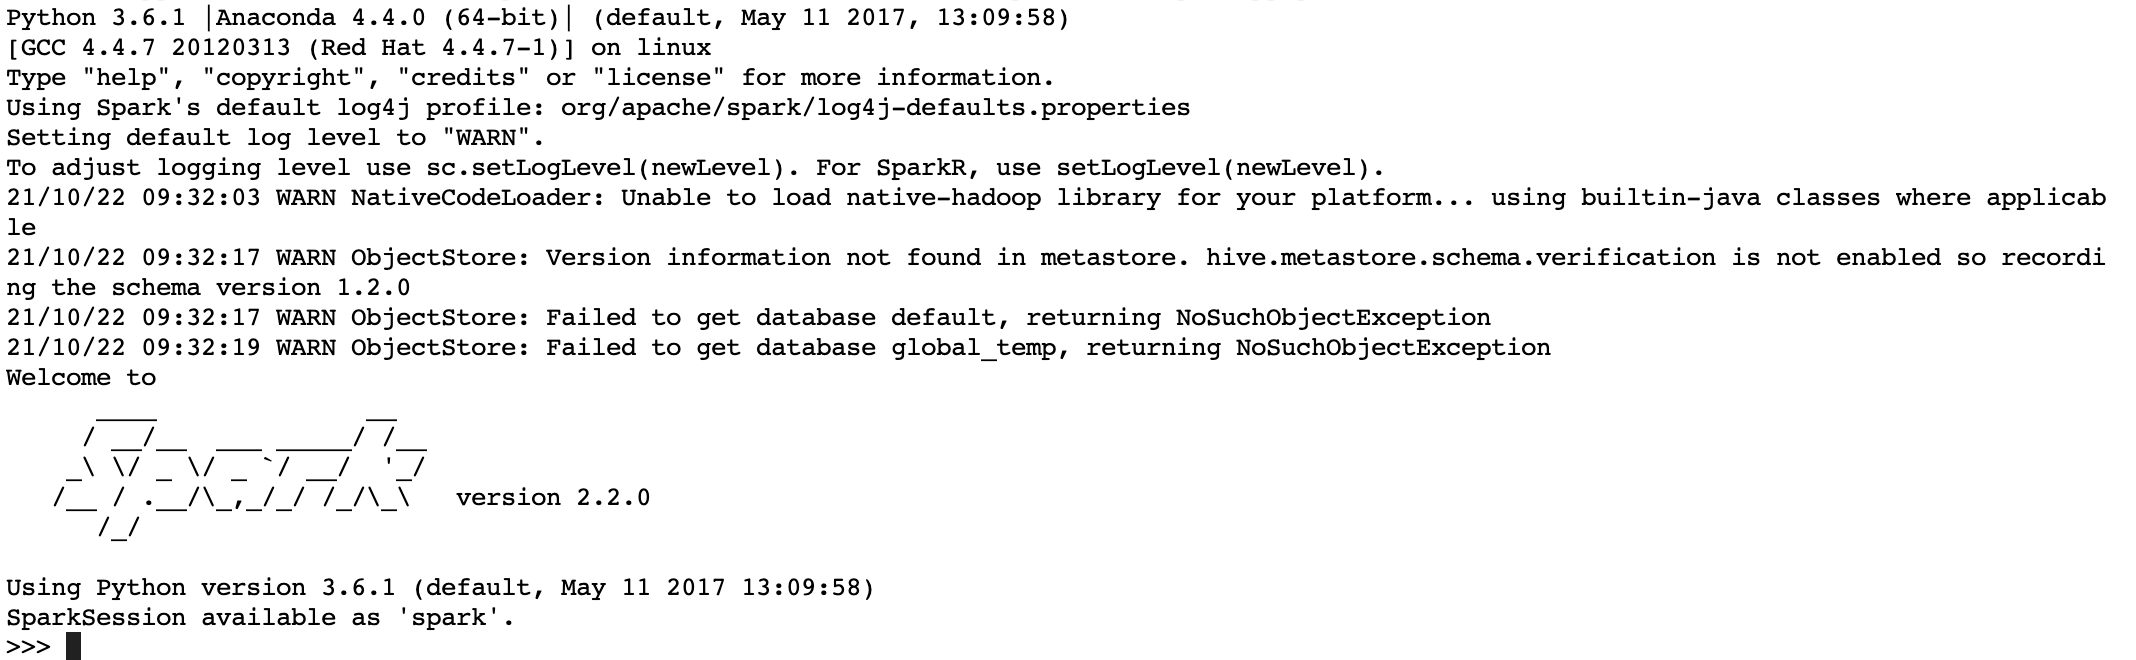 Python 3.6.1 |Anaconda 4.4.0 (64-bit)| (default, May 11 2017, 13:09:58)
[GCC 4.4.7 20120313 (Red Hat 4.4.7-1)] on linux
Type "help", "copyright", "credits" or "license" for more information.
Using Spark's default log4j profile: org/apache/spark/log4j-defaults.properties
Setting default log level to "WARN".
To adjust logging level use sc.setLogLevel(newLevel). For SparkR, use setLogLevel(newLevel).
21/10/22 09:32:03 WARN NativeCodeLoader: Unable to load native-hadoop library for your platform... using builtin-java classes where applicab
le
21/10/22 09:32:17 WARN ObjectStore: Version information not found in metastore. hive.metastore.schema.verification is not enabled so recordi
ng the schema version 1.2.0
21/10/22 09:32:17 WARN ObjectStore: Failed to get database default, returning NoSuchObjectException
21/10/22 09:32:19 WARN ObjectStore: Failed to get database global_temp, returning NoSuchObjectException
Welcome to
      ____              __
     / __/__  ___ _____/ /__
    _\ \/ _ \/ _ `/ __/  '_/
   /__ / .__/\_,_/_/ /_/\_\   version 2.2.0
      /_/
Using Python version 3.6.1 (default, May 11 2017 13:09:58)
SparkSession available as 'spark'.
>>>